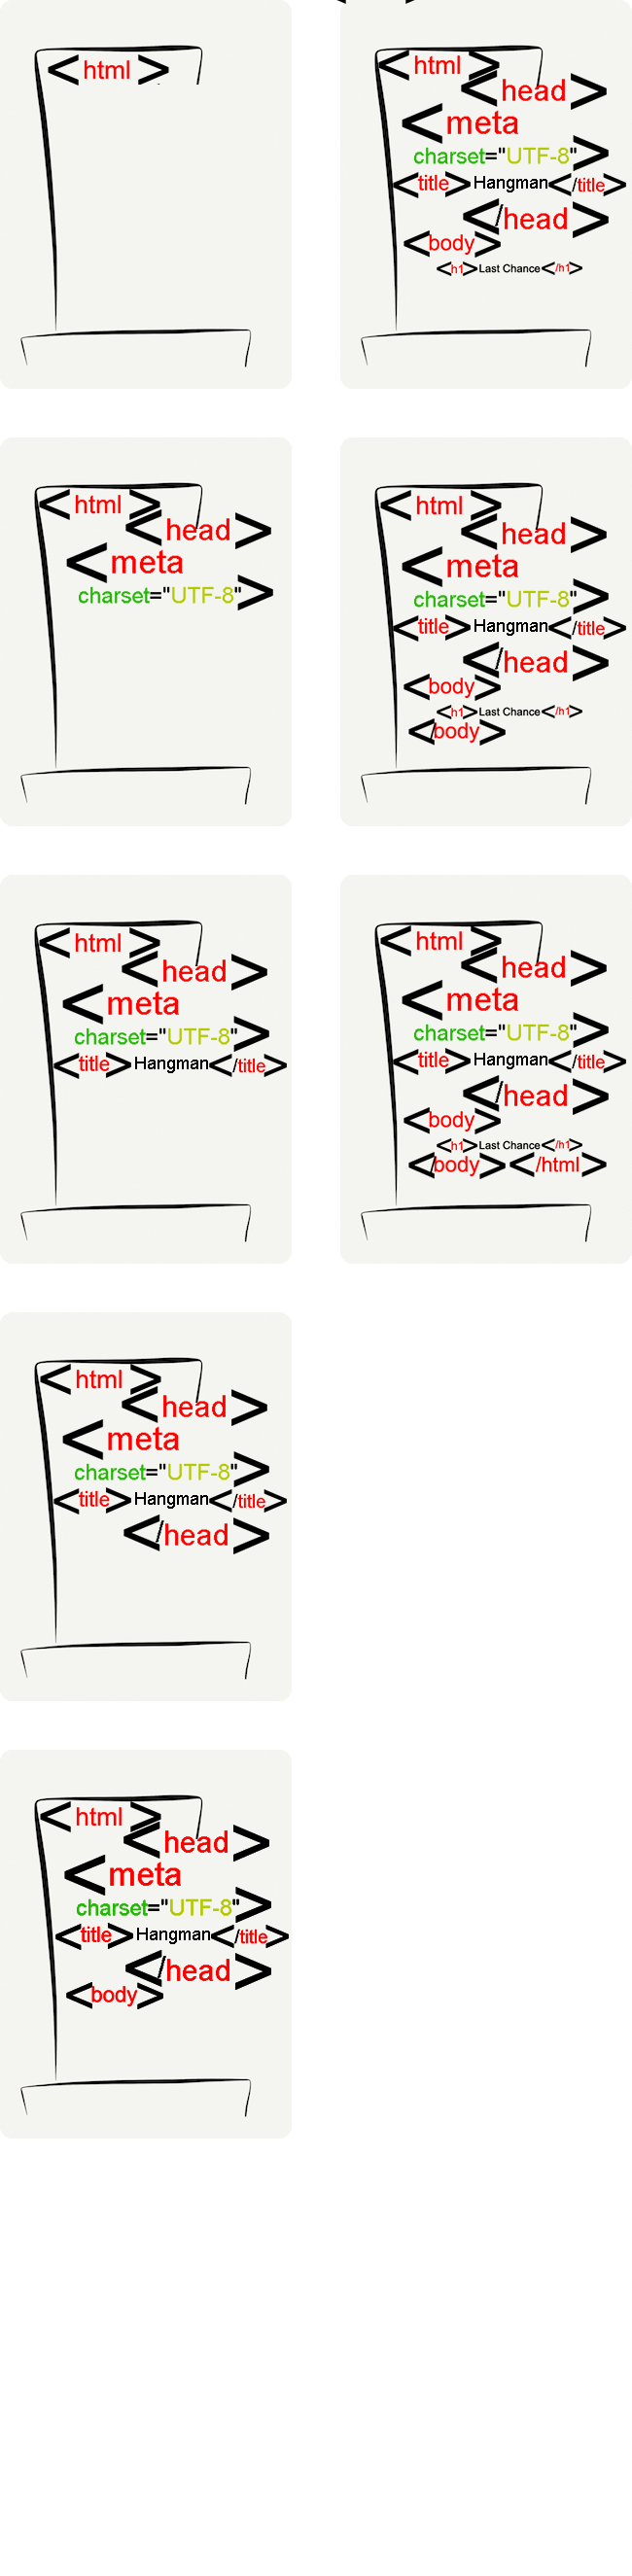 <html>
<html>
<head>
<meta
charset="UTF-8">
<html>
<head>
<meta
charset="UTF-8">
<title>Hangman</title>
<html>
<head>
<meta
charset="UTF-8">
<title>Hangman</title>
</head>
<html>
<head>
<meta
charset="UTF-8">
<title>Hangman</title>
</head>
<body>
<html>
<head>
<meta
charset="UTF-8">
<title>Hangman</title>
</head>
<body>
<h1>Last Chance</h1>
<html>
<head>
<meta
charset="UTF-8">
<title>Hangman</title>
</head>
<body>
<h1>Last Chance</h1>
</body>
<html>
<head>
<meta
charset="UTF-8">
<title>Hangman</title>
</head>
<body>
<h1>Last Chance</h1>
</body></html>